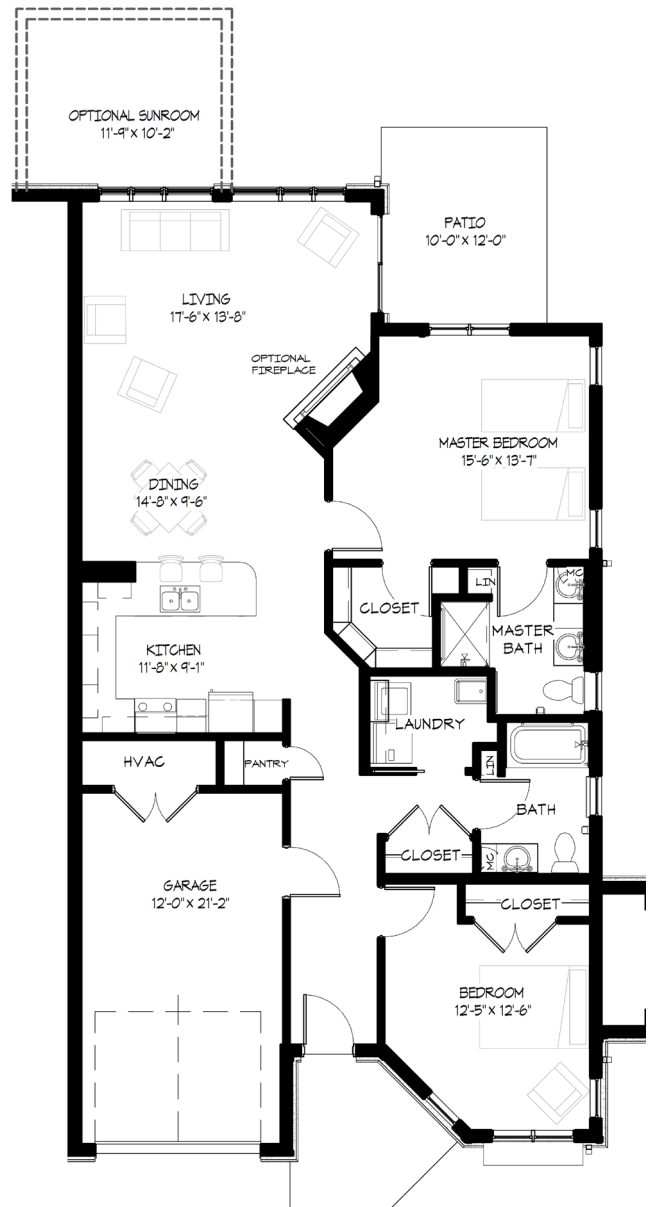 OPTIONAL SUNROOM
11'-9" X 10'-2"
PATIO
10'-0" X 12'-0"
LIVING
17'-6" X 13'-8"
OPTIONAL
FIREPLACE
MASTER BEDROOM
15'-6" X 13'-7"
DINING
14'-8" X 9'-6"
LIN
MC
CLOSET
MASTER
BATH
KITCHEN
11'-8" X 9'-1"
LAUNDRY
HVAC
PANTRY
LIN
BATH
CLOSET
MC
GARAGE
12'-0" X 21'-2"
CLOSET
BEDROOM
12'-5" X 12'-6"